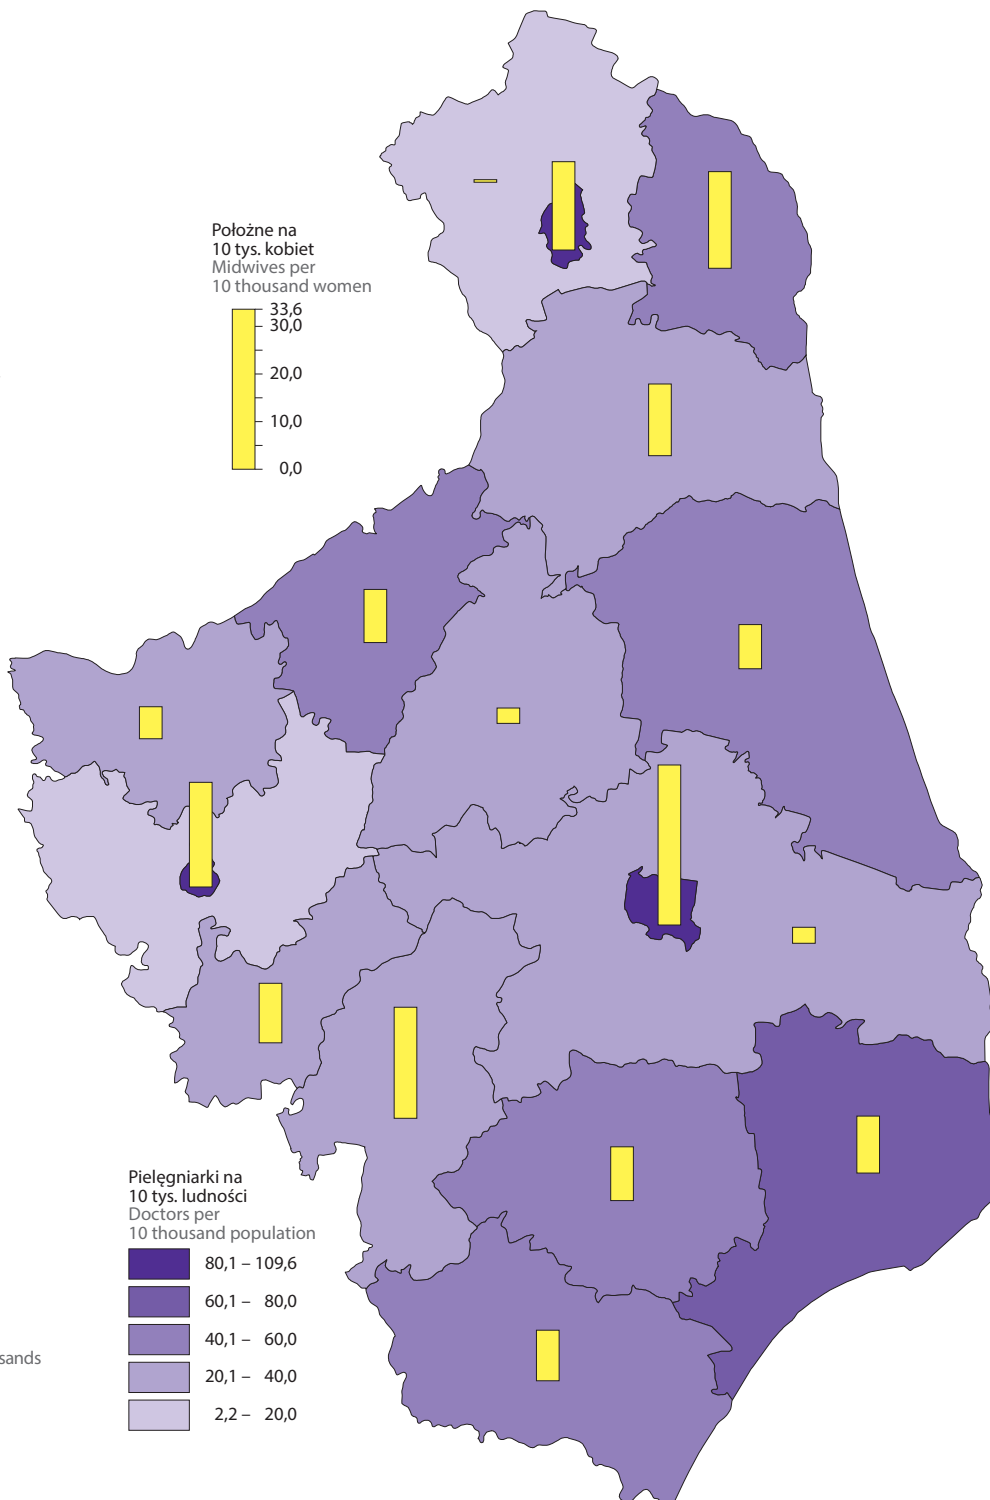 Położne na
10 tys. kobiet
Midwives per
10 thousand women
33,6
30,0
20,0
10,0
0,0
Pielęgniarki na
10 tys. ludności
Doctors per
10 thousand population
80,1 – 109,6
60,1 – 80,0
40,1 – 60,0
20,1 – 40,0
2,2 – 20,0
sands